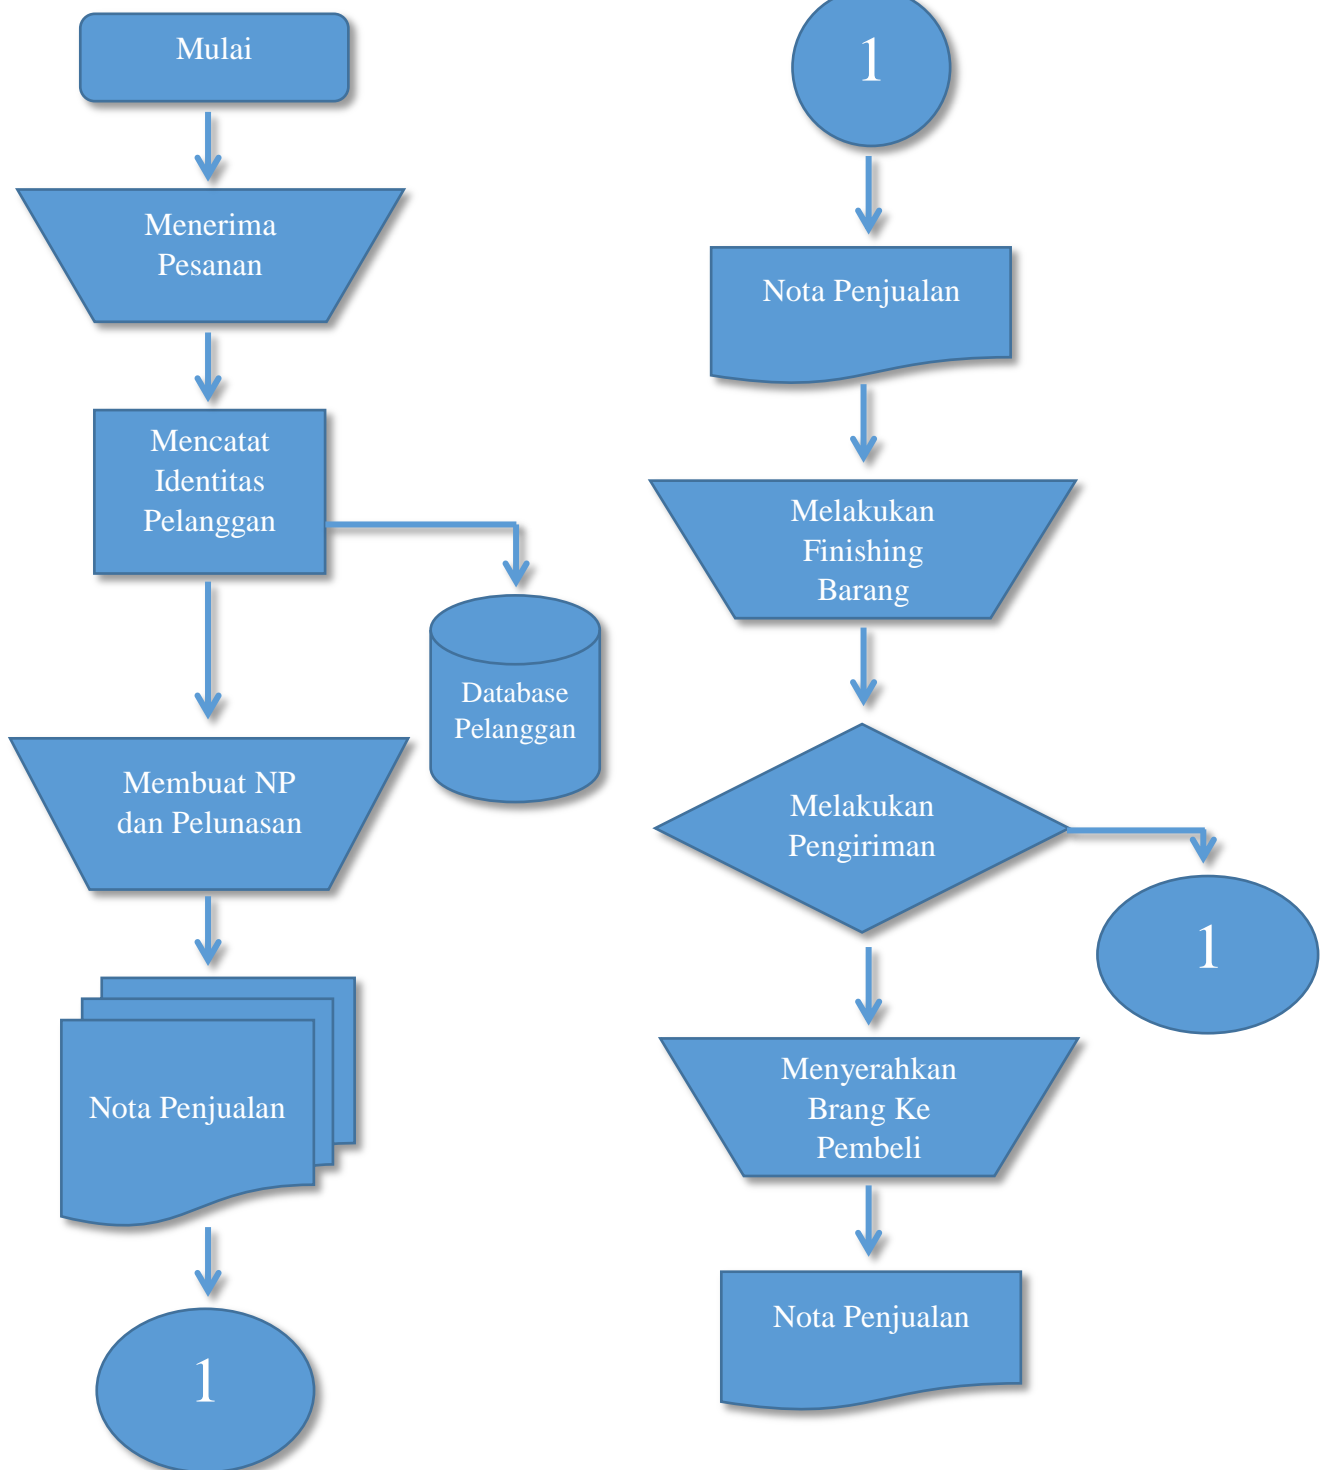 Mulai
Menerima
Pesanan
Mencatat
Identitas
Pelanggan
Database
Pelanggan
Membuat NP
dan Pelunasan
Nota Penjualan
1
1
Nota Penjualan
Melakukan
Finishing
Barang
Melakukan
Pengiriman
1
Menyerahkan
Brang Ke
Pembeli
Nota Penjualan